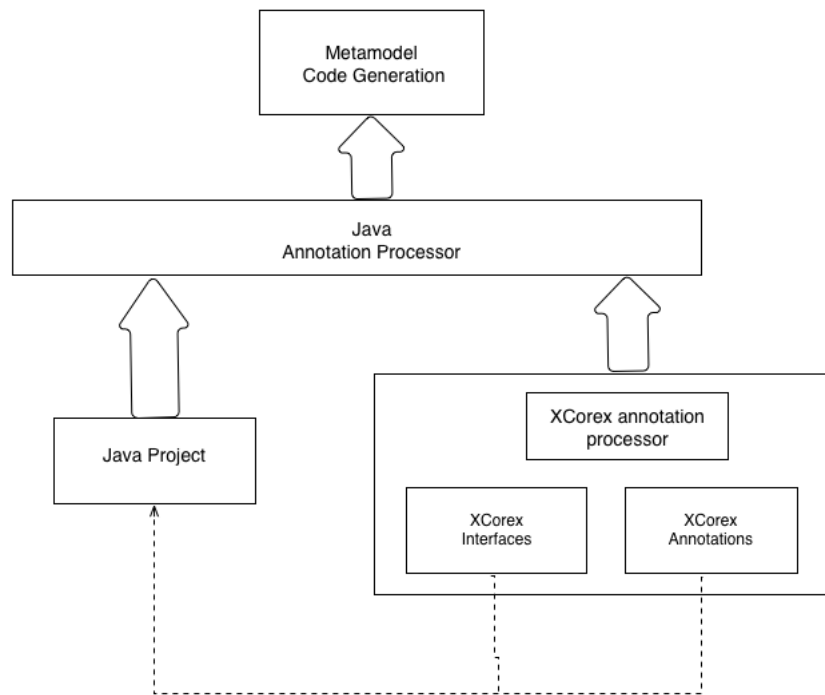 Metamodel
Code Generation
Java
Annotation Processor
Java Project
XCorex annotation
processor
XCorex
Interfaces
XCorex
Annotations